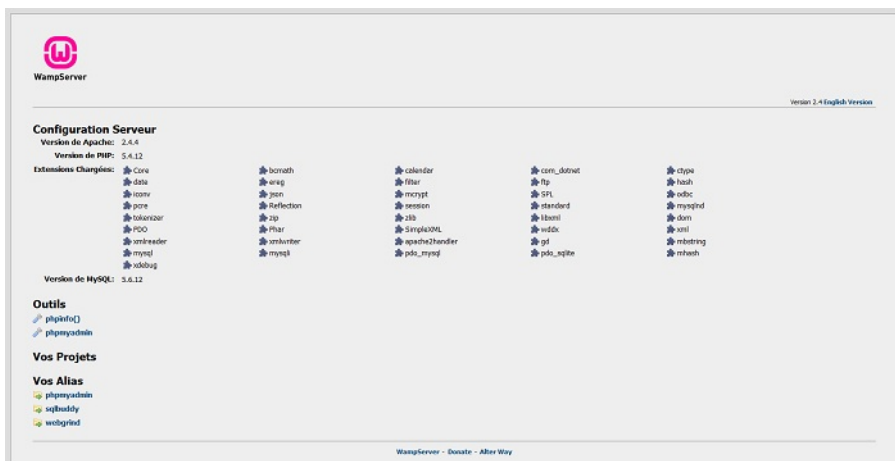 WampServer
Version 2.4 English Version
Configuration Serveur
Version de Apache: 2.4.4
Version de PHP: 5.4.12
Extensions Chargées: Core bcmath calendar com_dotnet ctype
date ereg filter ftp hash
iconv json mcrypt SPL odbc
pcre Reflection session standard mysqlnd
tokenizer zip zlib libxml dom
PDO Phar SimpleXML wddx xml
xmlreader xmlwriter apache2handler gd mbstring
mysql mysqli pdo_mysql pdo_sqlite mhash
xdebug
Version de MySQL: 5.6.12
Outils
phpinfo()
phpmyadmin
Vos Projets
Vos Alias
phpmyadmin
sqlbuddy
webgrind
WampServer - Donate - Alter Way